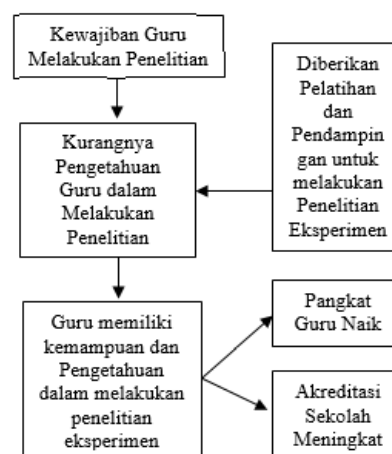 Kewajiban Guru
Melakukan Penelitian
Diberikan
Pelatihan
dan
Pendampin
gan untuk
melakukan
Penelitian
Eksperimen
Kurangnya
Pengetahuan
Guru dalam
Melakukan
Penelitian
Guru memiliki
kemampuan dan
Pengetahuan
dalam melakukan
penelitian
eksperimen
Pangkat
Guru Naik
Akreditasi
Sekolah
Meningkat